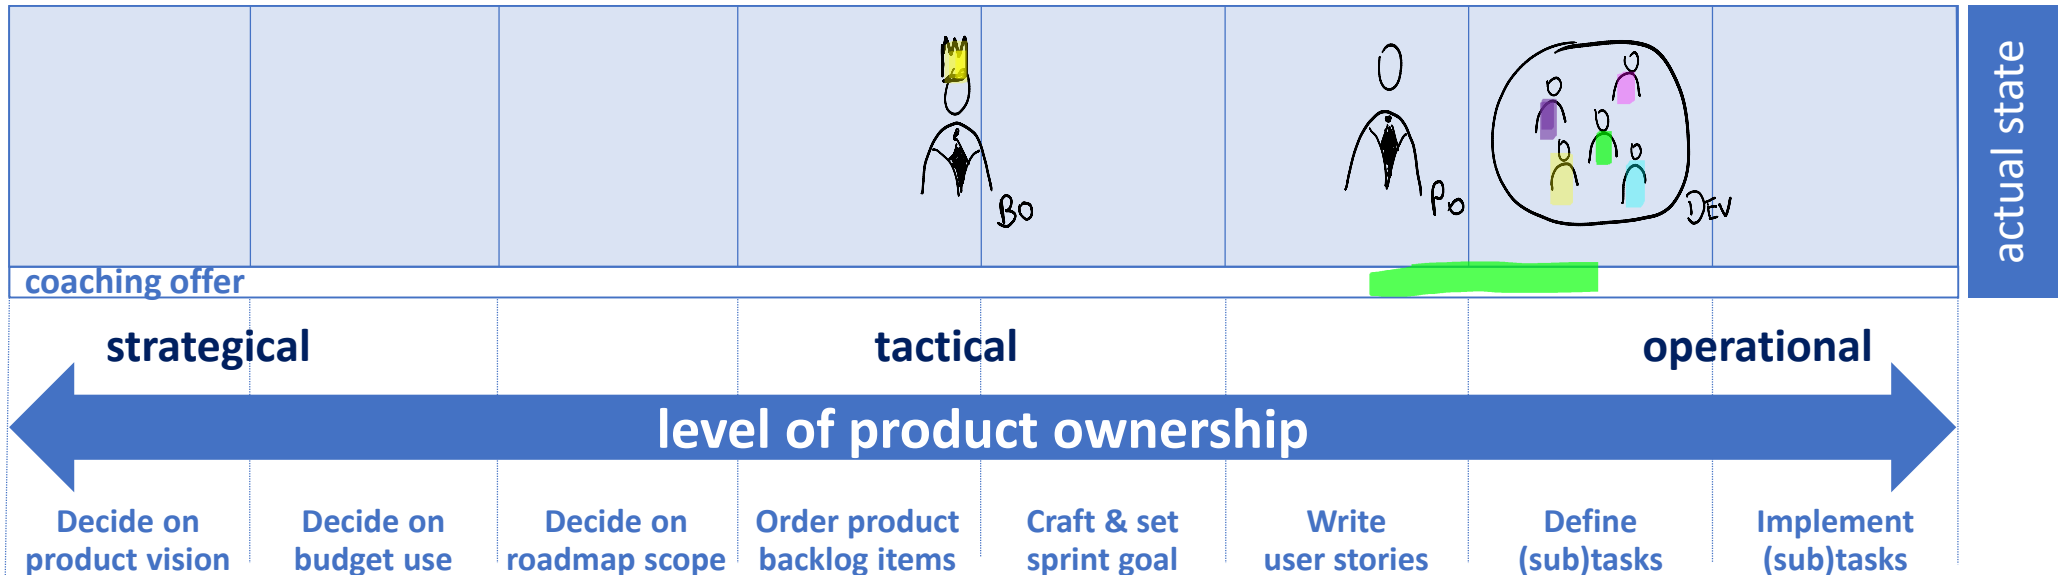 BO
PO
DEV
actual state
coaching offer
strategical
tactical
operational
level of product ownership
Decide on
product vision
Decide on
budget use
Decide on
roadmap scope
Order product
backlog items
Craft & set
sprint goal
Write
user stories
Define
(sub)tasks
Implement
(sub)tasks